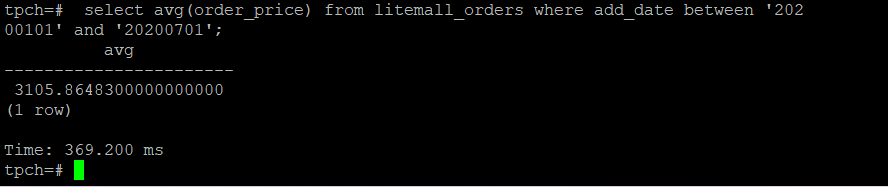 tpch=#  select avg(order_price) from litemall_orders where add_date between '202
00101' and '20200701';
          avg
-----------------------
 3105.8648300000000000
(1 row)

Time: 369.200 ms
tpch=#